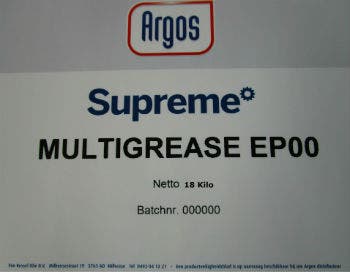 Argos
Supreme
MULTIGREASE EP00
Netto 18 Kilo
Batchnr. 000000